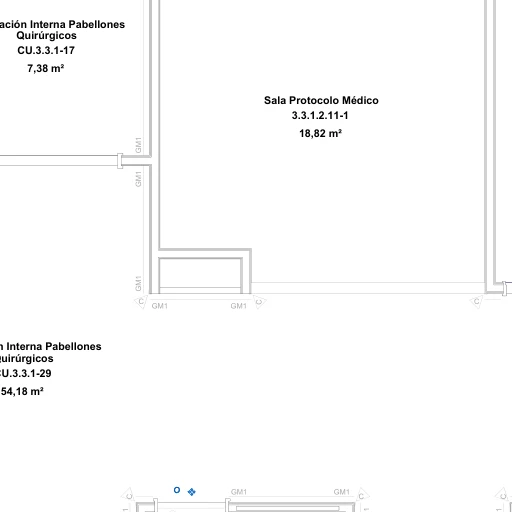 ación Interna Pabellones
Quirúrgicos
CU.3.3.1-17
7,38 m²
Sala Protocolo Médico
3.3.1.2.11-1
18,82 m²
GM1
GM1
GM1
C
GM1
GM1
C
C
n Interna Pabellones
uirúrgicos
CU.3.3.1-29
54,18 m²
C
GM1
GM1
C
C